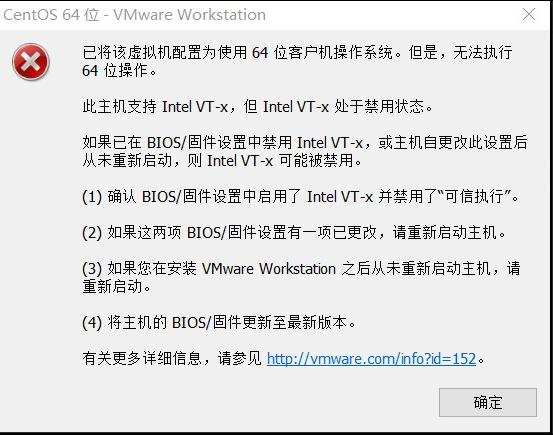 CentOS 64 位 - VMware Workstation
已将该虚拟机配置为使用 64 位客户机操作系统。但是，无法执行
64 位操作。
此主机支持 Intel VT-x，但 Intel VT-x 处于禁用状态。
如果已在 BIOS/固件设置中禁用 Intel VT-x，或主机自更改此设置后
从未重新启动，则 Intel VT-x 可能被禁用。
(1) 确认 BIOS/固件设置中启用了 Intel VT-x 并禁用了“可信执行”。
(2) 如果这两项 BIOS/固件设置有一项已更改，请重新启动主机。
(3) 如果您在安装 VMware Workstation 之后从未重新启动主机，请
重新启动。
(4) 将主机的 BIOS/固件更新至最新版本。
有关更多详细信息，请参见 http://vmware.com/info?id=152。
确定